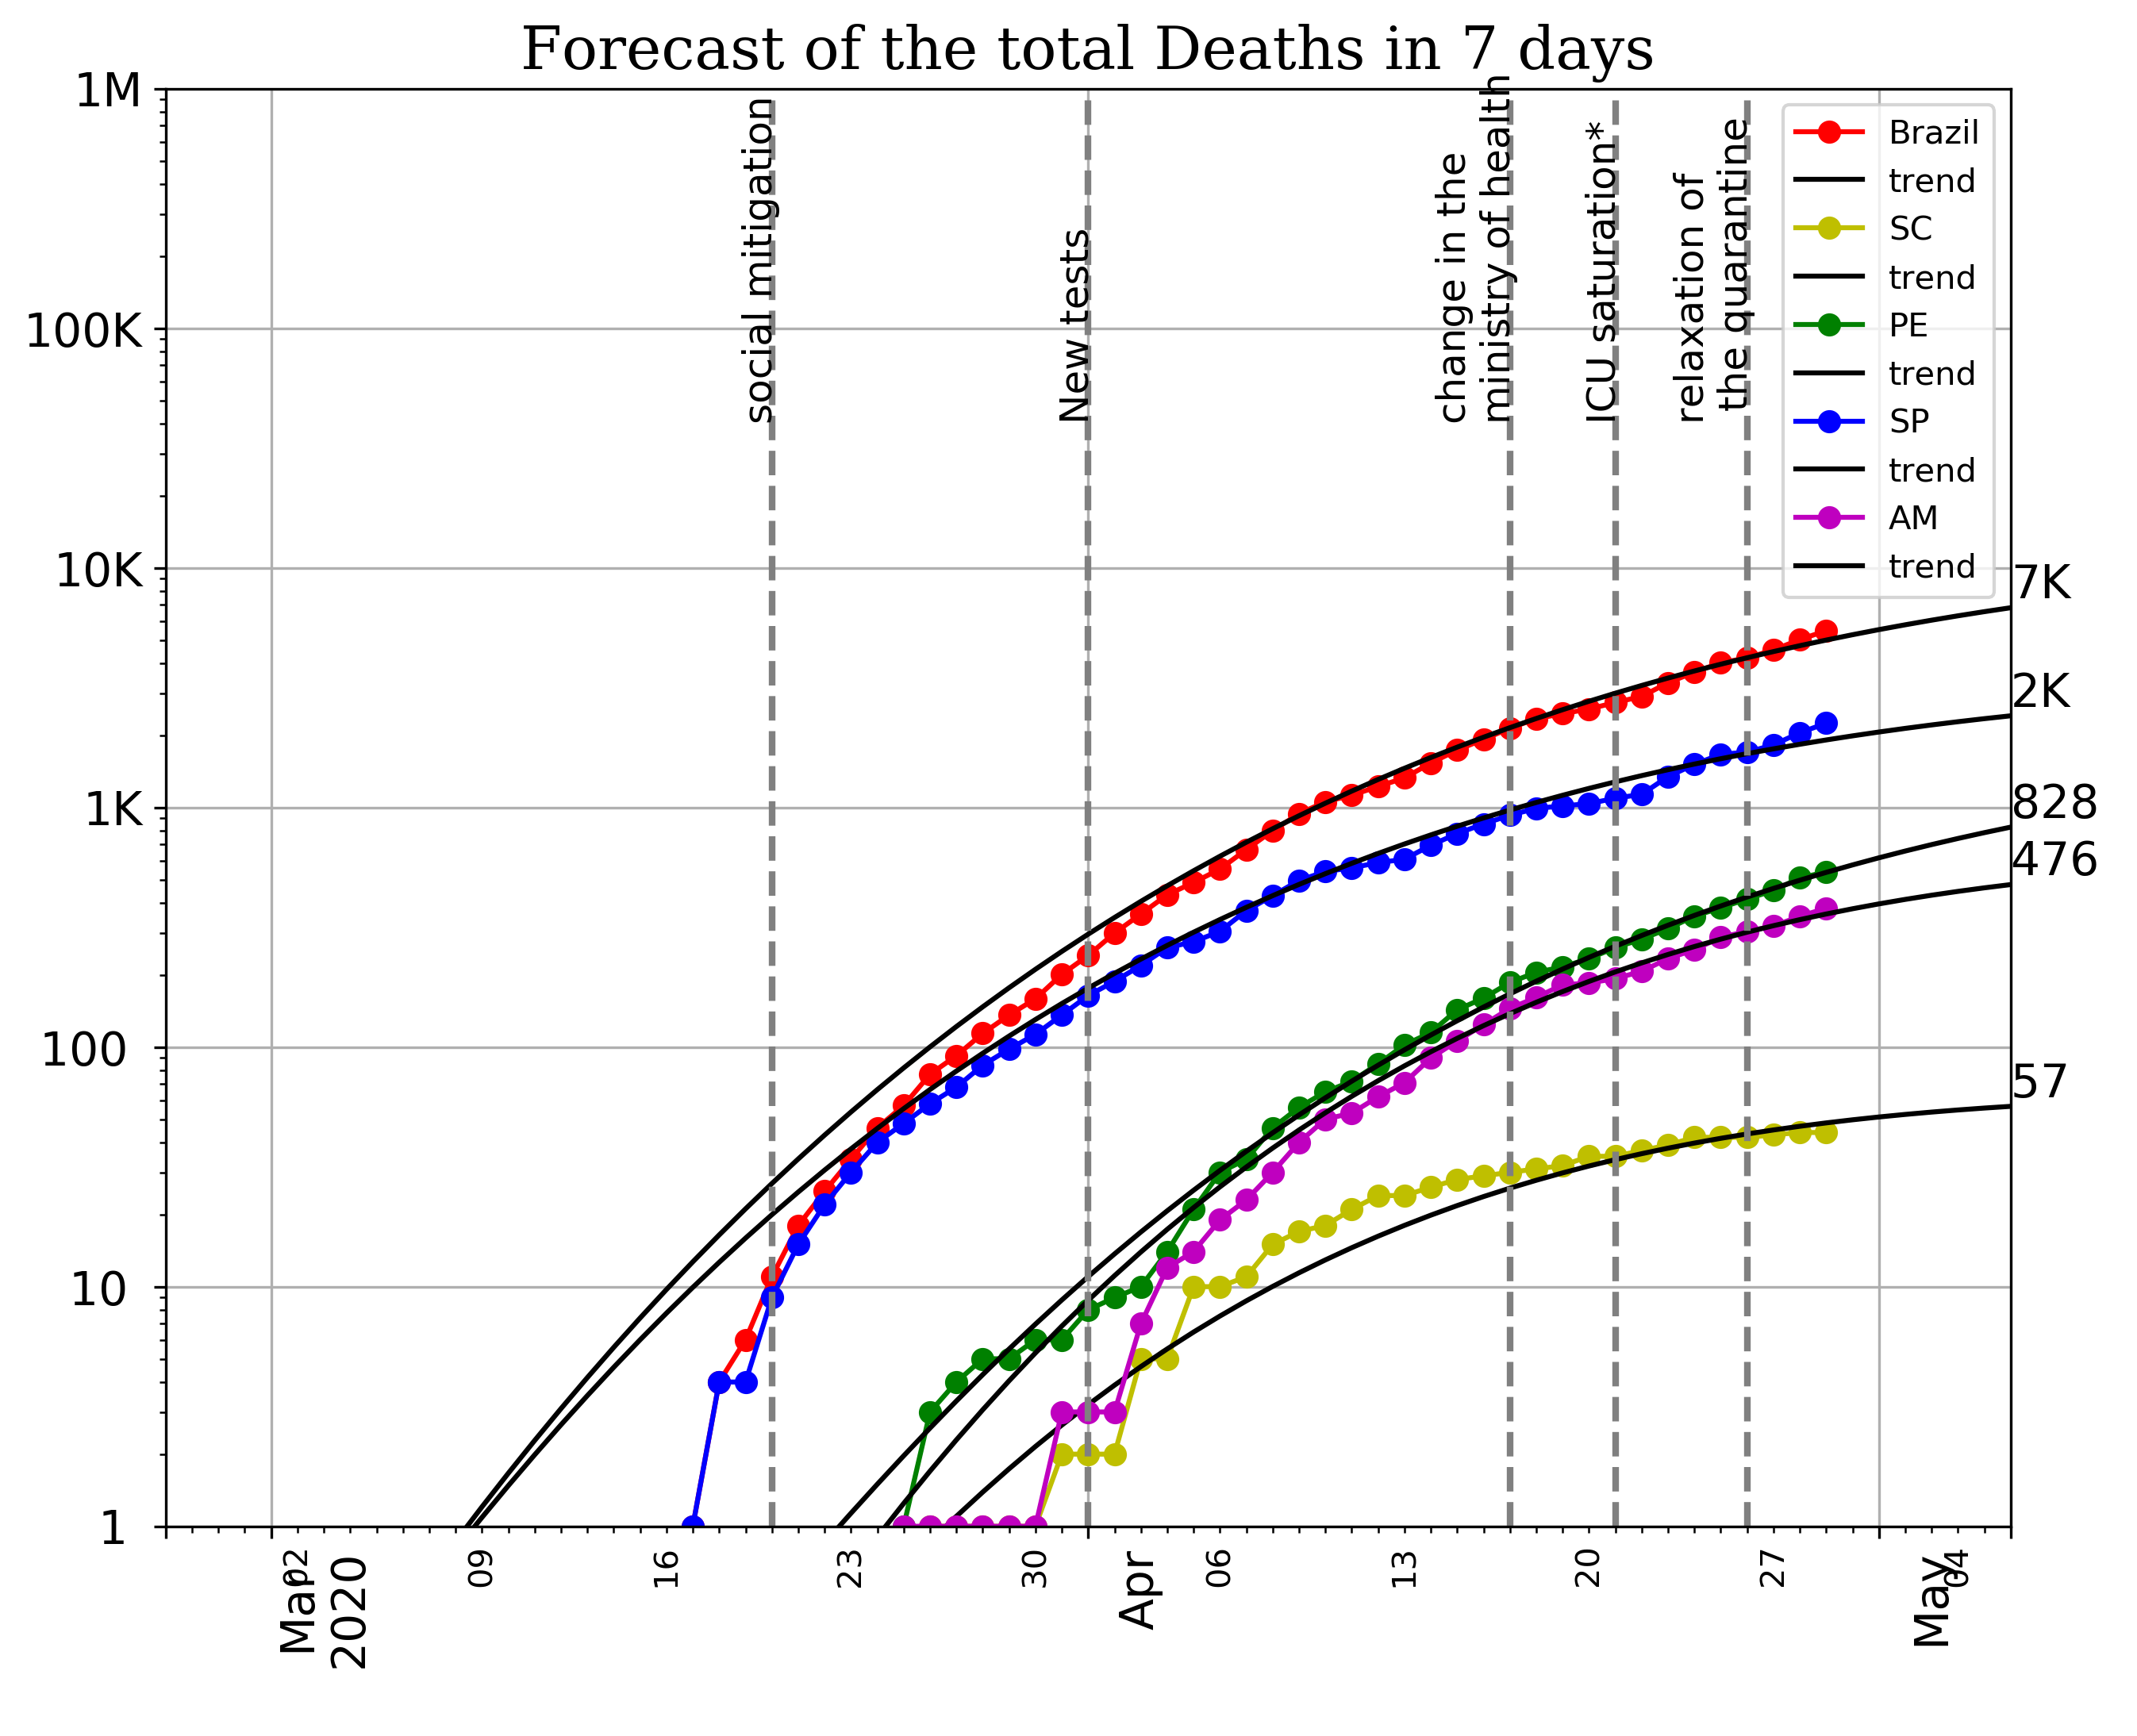 Forecast of the total Deaths in 7 days
1M
100K
10K
1K
100
10
1
social mitigation
New tests
change in the
ministry of health
ICU saturation*
relaxation of
the quarantine
Brazil
trend
SC
trend
PE
trend
SP
trend
AM
trend
7K
2K
828
476
57
02
09
16
23
30
06
13
20
27
04
Mar
2020
Apr
May